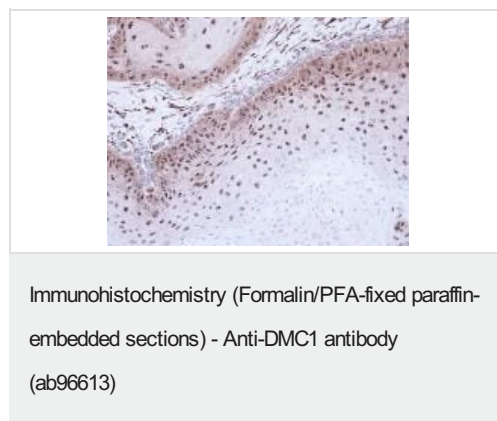 Immunohistochemistry (Formalin/PFA-fixed paraffin-
embedded sections) - Anti-DMC1 antibody
(ab96613)